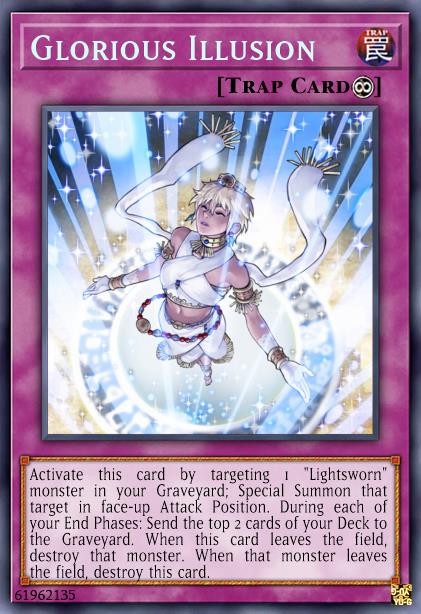 Glorious Illusion
TRAP
罠
[Trap Card]
Activate this card by targeting 1 "Lightsworn"
monster in your Graveyard; Special Summon that
target in face-up Attack Position. During each of
your End Phases: Send the top 2 cards of your Deck to
the Graveyard. When this card leaves the field,
destroy that monster. When that monster leaves
the field, destroy this card.
61962135